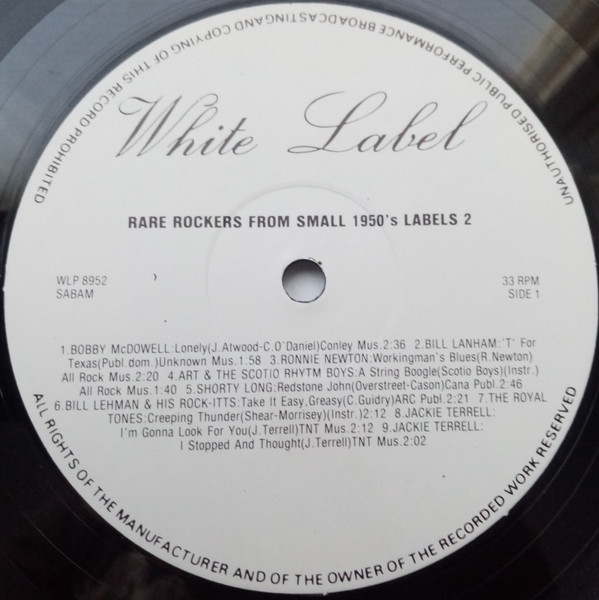 UNAUTHORISED PUBLIC PERFORMANCE BROADCASTING AND COPYING OF THIS RECORD PROHIBITED
White Label
RARE ROCKERS FROM SMALL 1950's LABELS 2
WLP 8952
SABAM
33 RPM
SIDE 1
1.BOBBY McDOWELL:Lonely(J.Atwood-C.O'Daniel)Conley Mus.2:36 2.BILL LANHAM:'T' For
Texas(Publ.dom.)Unknown Mus.1:58 3.RONNIE NEWTON:Workingman's Blues(R.Newton)
All Rock Mus.2:20 4.ART & THE SCOTIO RHYTM BOYS:A String Boogle(Scotio Boys)(Instr.)
All Rock Mus.1:40 5.SHORTY LONG:Redstone John(Overstreet-Cason)Cana Publ.2:46
6.BILL LEHMAN & HIS ROCK-ITTS:Take It Easy,Greasy(C.Guidry)ARC Publ.2:21 7.THE ROYAL
TONES:Creeping Thunder(Shear-Morrisey)(Instr.)2:12 8.JACKIE TERRELL:
I'm Gonna Look For You(J.Terrell)TNT Mus.2:12 9.JACKIE TERRELL:
I Stopped And Thought(J.Terrell)TNT Mus.2:02
ALL RIGHTS OF THE MANUFACTURER AND OF THE OWNER OF THE RECORDED WORK RESERVED